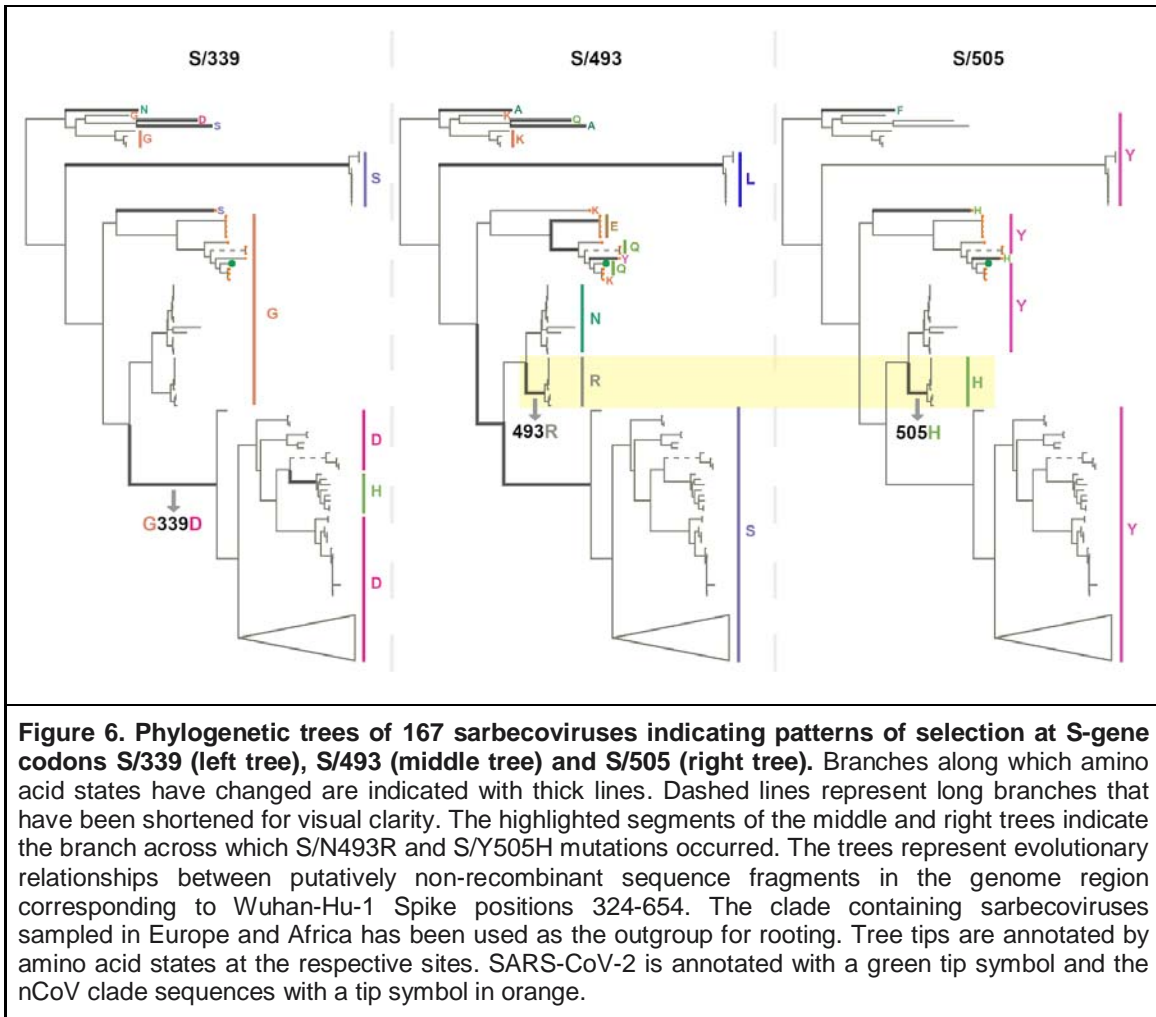 S/339 S/493 S/505
N
G
D
S
G
S
S
G
D
H
D
G339D
A
K
Q
A
K
L
K
E
Q
Y
Q
K
N
R
493R
S
F
Y
H
Y
H
Y
H
505H
Y
Figure 6. Phylogenetic trees of 167 sarbecoviruses indicating patterns of selection at S-gene
codons S/339 (left tree), S/493 (middle tree) and S/505 (right tree). Branches along which amino
acid states have changed are indicated with thick lines. Dashed lines represent long branches that
have been shortened for visual clarity. The highlighted segments of the middle and right trees indicate
the branch across which S/N493R and S/Y505H mutations occurred. The trees represent evolutionary
relationships between putatively non-recombinant sequence fragments in the genome region
corresponding to Wuhan-Hu-1 Spike positions 324-654. The clade containing sarbecoviruses
sampled in Europe and Africa has been used as the outgroup for rooting. Tree tips are annotated by
amino acid states at the respective sites. SARS-CoV-2 is annotated with a green tip symbol and the
nCoV clade sequences with a tip symbol in orange.